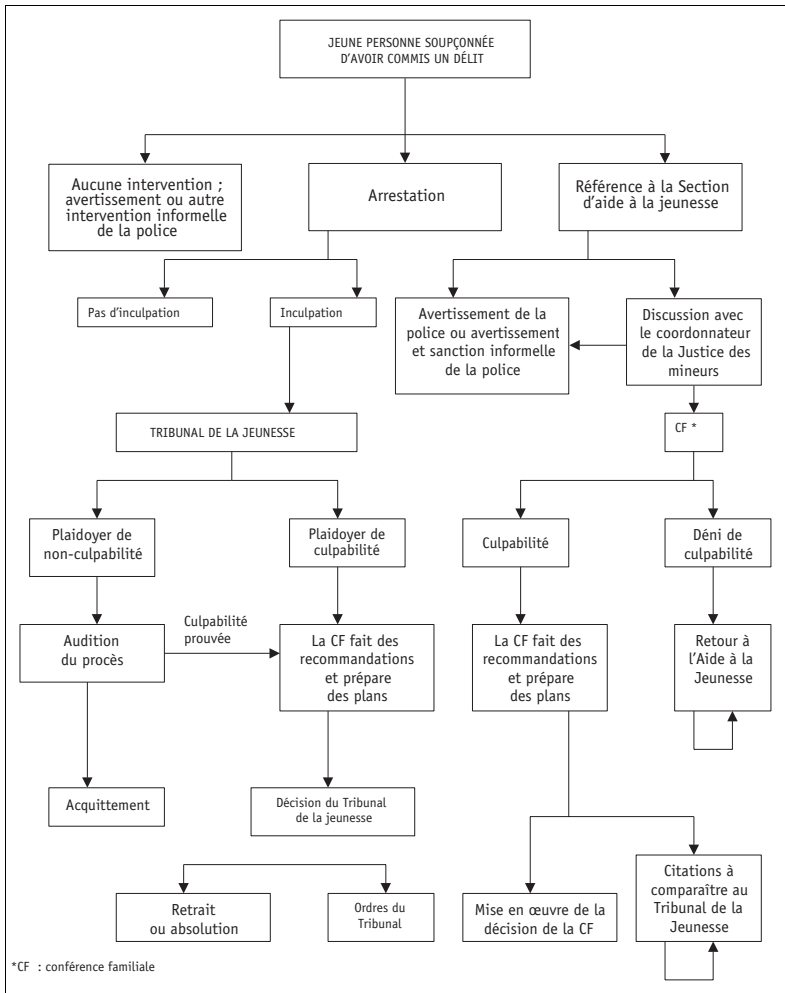 JEUNE PERSONNE SOUPÇONNÉE
D'AVOIR COMMIS UN DÉLIT
Aucune intervention ;
avertissement ou autre
intervention informelle
de la police
Arrestation
Référence à la Section
d'aide à la jeunesse
Pas d'inculpation
Inculpation
Avertissement de la
police ou avertissement
et sanction informelle
de la police
Discussion avec
le coordonnateur
de la Justice des
mineurs
TRIBUNAL DE LA JEUNESSE
CF *
Plaidoyer de
non-culpabilité
Plaidoyer de
culpabilité
Culpabilité
Déni de
culpabilité
Audition
du procès
Culpabilité
prouvée
La CF fait des
recommandations
et prépare
des plans
La CF fait des
recommandations
et prépare
des plans
Retour à
l'Aide à la
Jeunesse
Acquittement
Décision du Tribunal
de la jeunesse
Retrait
ou absolution
Ordres du
Tribunal
Mise en œuvre de la
décision de la CF
Citations à
comparaître au
Tribunal de la
Jeunesse
*CF : conférence familiale